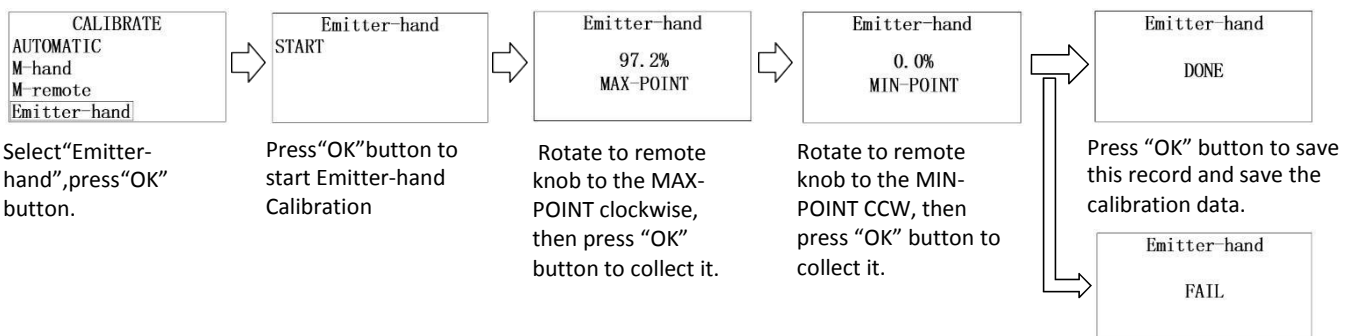 CALIBRATE
AUTOMATIC
M-hand
M-remote
Emitter-hand
Select“Emitter-
hand”,press“OK”
button.
Emitter-hand
START
Press“OK”button to
start Emitter-hand
Calibration
Emitter-hand
97.2%
MAX-POINT
Rotate to remote
knob to the MAX-
POINT clockwise,
then press “OK”
button to collect it.
Emitter-hand
0.0%
MIN-POINT
Rotate to remote
knob to the MIN-
POINT CCW, then
press “OK” button to
collect it.
Emitter-hand
DONE
Press “OK” button to save
this record and save the
calibration data.
Emitter-hand
FAIL